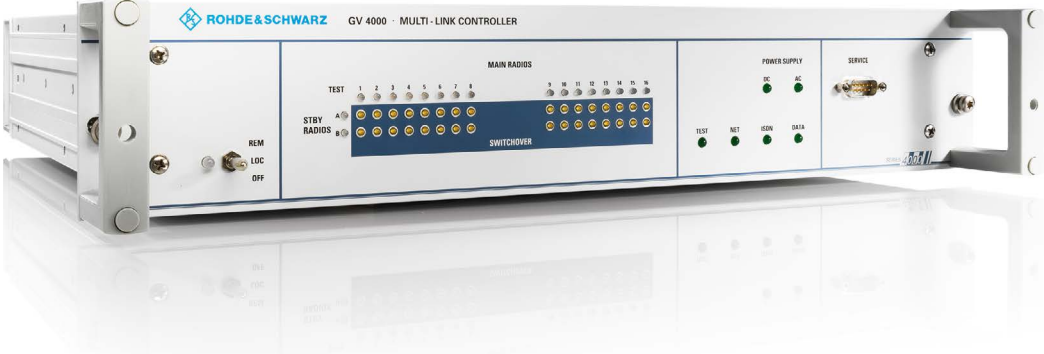 ROHDE&SCHWARZ GV 4000 · MULTI-LINK CONTROLLER
MAIN RADIOS
TEST 1 2 3 4 5 6 7 8 9 10 11 12 13 14 15 16
STBY RADIOS
A
B
SWITCHOVER
REM
LOC
OFF
POWER SUPPLY
DC AC
TEST NET ISDN DATA
SERVICE
SERIES 4000